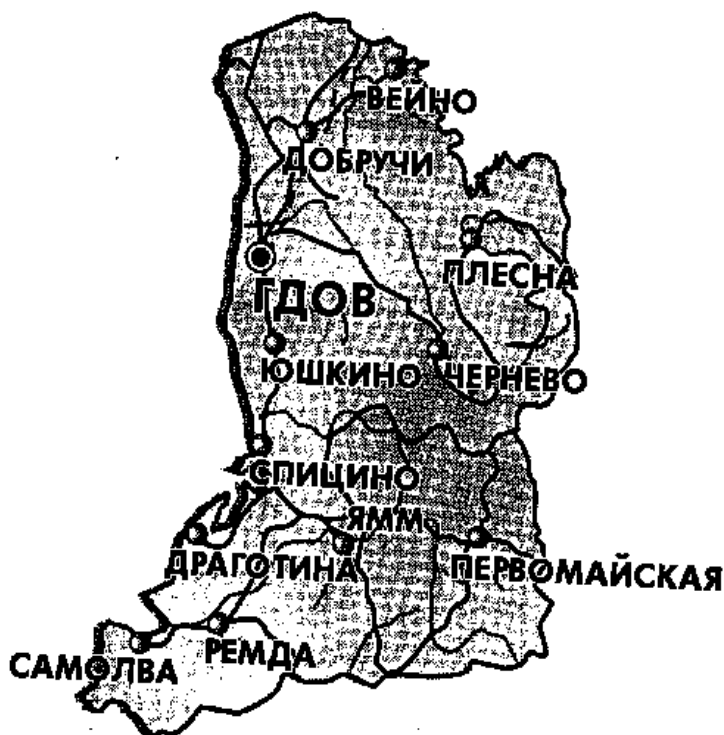 ВЕЙНО
ДОБРУЧИ
ПЛЕСНА
ГДОВ
ЮШКИНО
ЧЕРНЕВО
СПИЦИНО
ЯММ
ДРАГОТИНА
ПЕРВОМАЙСКАЯ
РЕМДА
САМОЛВА